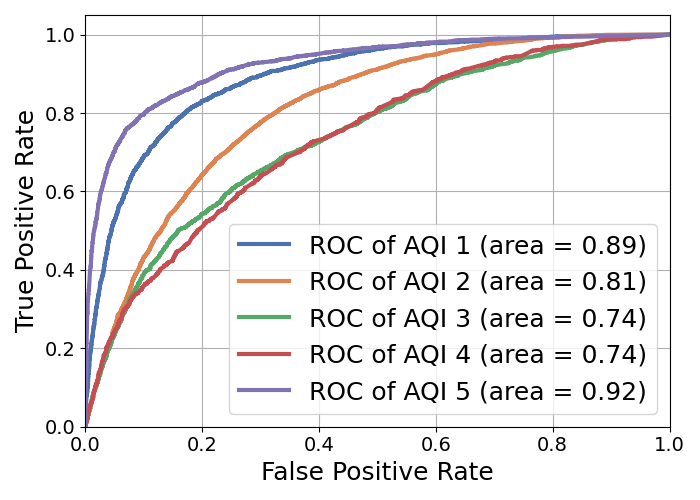 1.0
0.8
0.6
0.4
0.2
0.0
True Positive Rate
ROC of AQI 1 (area = 0.89)
ROC of AQI 2 (area = 0.81)
ROC of AQI 3 (area = 0.74)
ROC of AQI 4 (area = 0.74)
ROC of AQI 5 (area = 0.92)
0.0 0.2 0.4 0.6 0.8 1.0
False Positive Rate